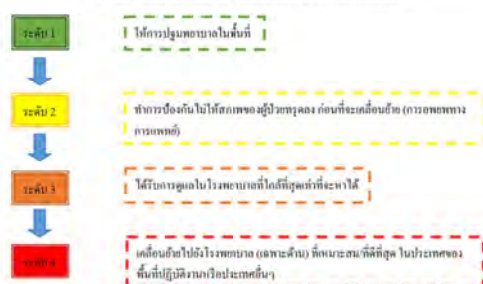 ระดับ 1
ให้การปฐมพยาบาลในพื้นที่
ระดับ 2
ทำการป้องกันไม่ให้สภาพของผู้ป่วยทรุดลง ก่อนที่จะเคลื่อนย้าย (การอพยพทาง
การแพทย์)
ระดับ 3
ได้รับการดูแลในโรงพยาบาลที่ใกล้ที่สุดเท่าที่จะหาได้
ระดับ 4
เคลื่อนย้ายไปยังโรงพยาบาล (เฉพาะด้าน) ที่เหมาะสม/ที่ดีที่สุด ในประเทศของ
พื้นที่ปฏิบัติงานหรือประเทศอื่นๆ